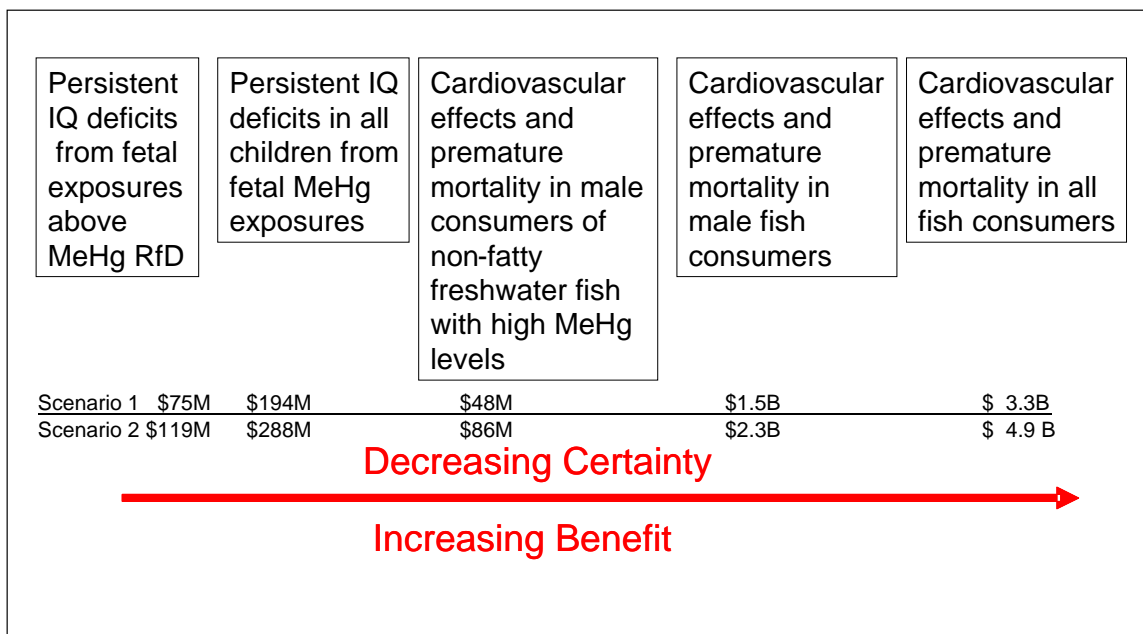 Persistent
IQ deficits
from fetal
exposures
above
MeHg RfD
Persistent IQ
deficits in all
children from
fetal MeHg
exposures
Cardiovascular
effects and
premature
mortality in male
consumers of
non-fatty
freshwater fish
with high MeHg
levels
Cardiovascular
effects and
premature
mortality in
male fish
consumers
Cardiovascular
effects and
premature
mortality in all
fish consumers
Scenario 1 $75M $194M $48M $1.5B $ 3.3B
Scenario 2 $119M $288M $86M $2.3B $ 4.9 B
Decreasing Certainty
Increasing Benefit